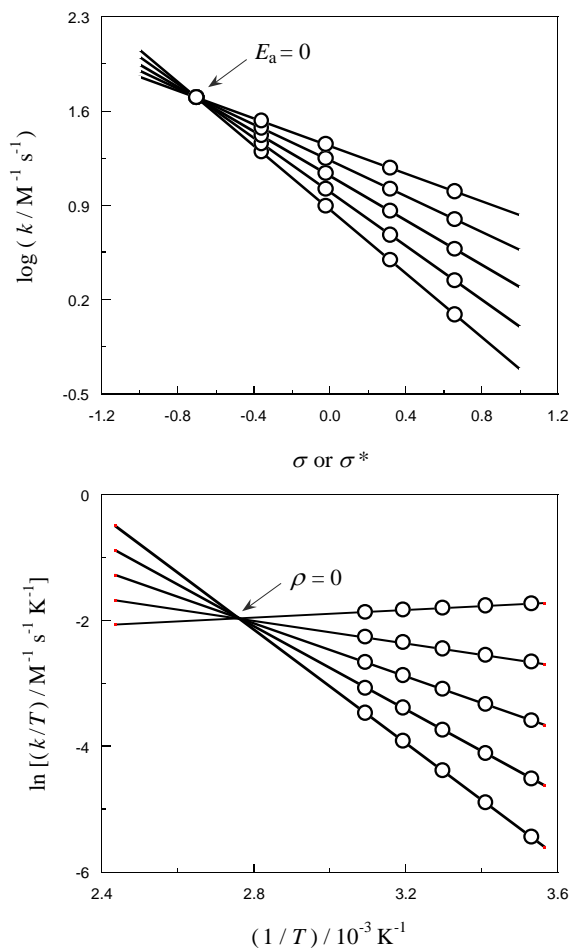 2.3
1.6
0.9
0.2
-0.5
log ( k / M⁻¹ s⁻¹ )
Eₐ = 0
-1.2 -0.8 -0.4 0.0 0.4 0.8 1.2
σ or σ*
0
-2
-4
-6
ln [(k/T) / M⁻¹ s⁻¹ K⁻¹]
ρ = 0
2.4 2.8 3.2 3.6
(1 / T) / 10⁻³ K⁻¹